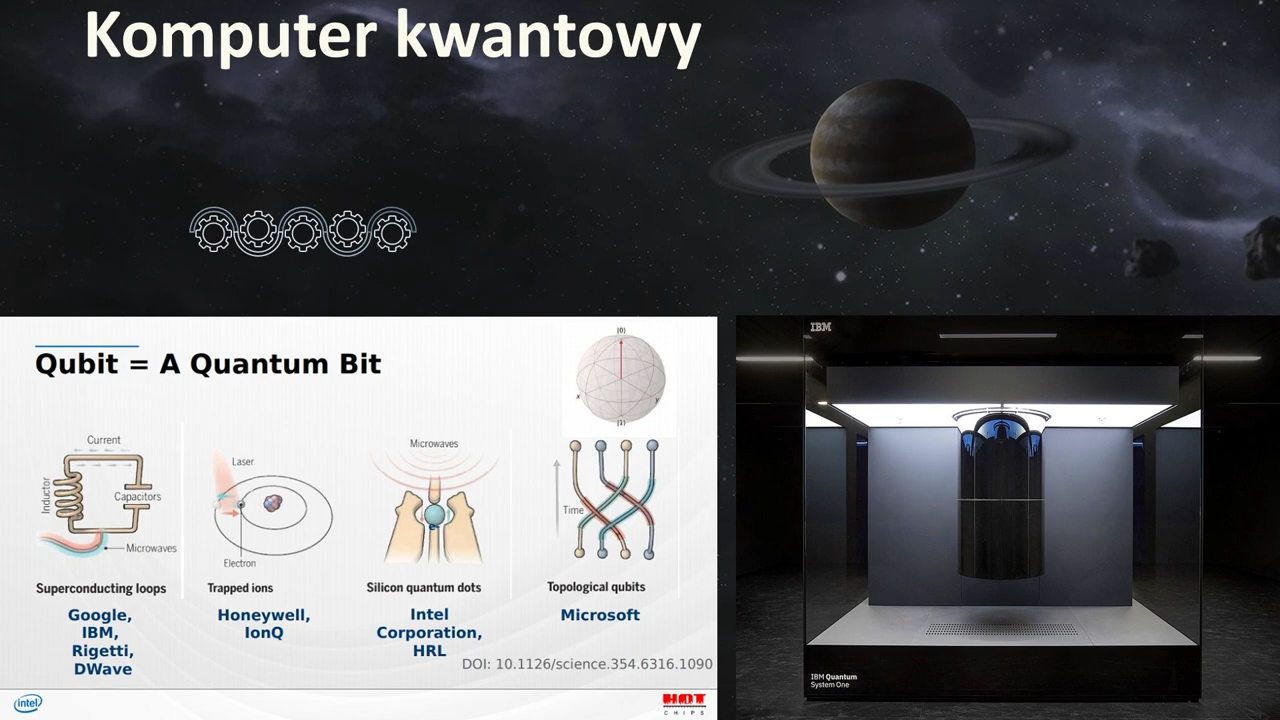 Komputer kwantowy
Qubit = A Quantum Bit
|0⟩
x
y
|1⟩
Current
Inductor
Capacitors
Microwaves
Superconducting loops
Google,
IBM,
Rigetti,
DWave
Laser
Electron
Trapped ions
Honeywell,
IonQ
Microwaves
Silicon quantum dots
Intel
Corporation,
HRL
Time
Topological qubits
Microsoft
DOI: 10.1126/science.354.6316.1090
intel
HOT
CHIPS
IBM
IBM Quantum
System One